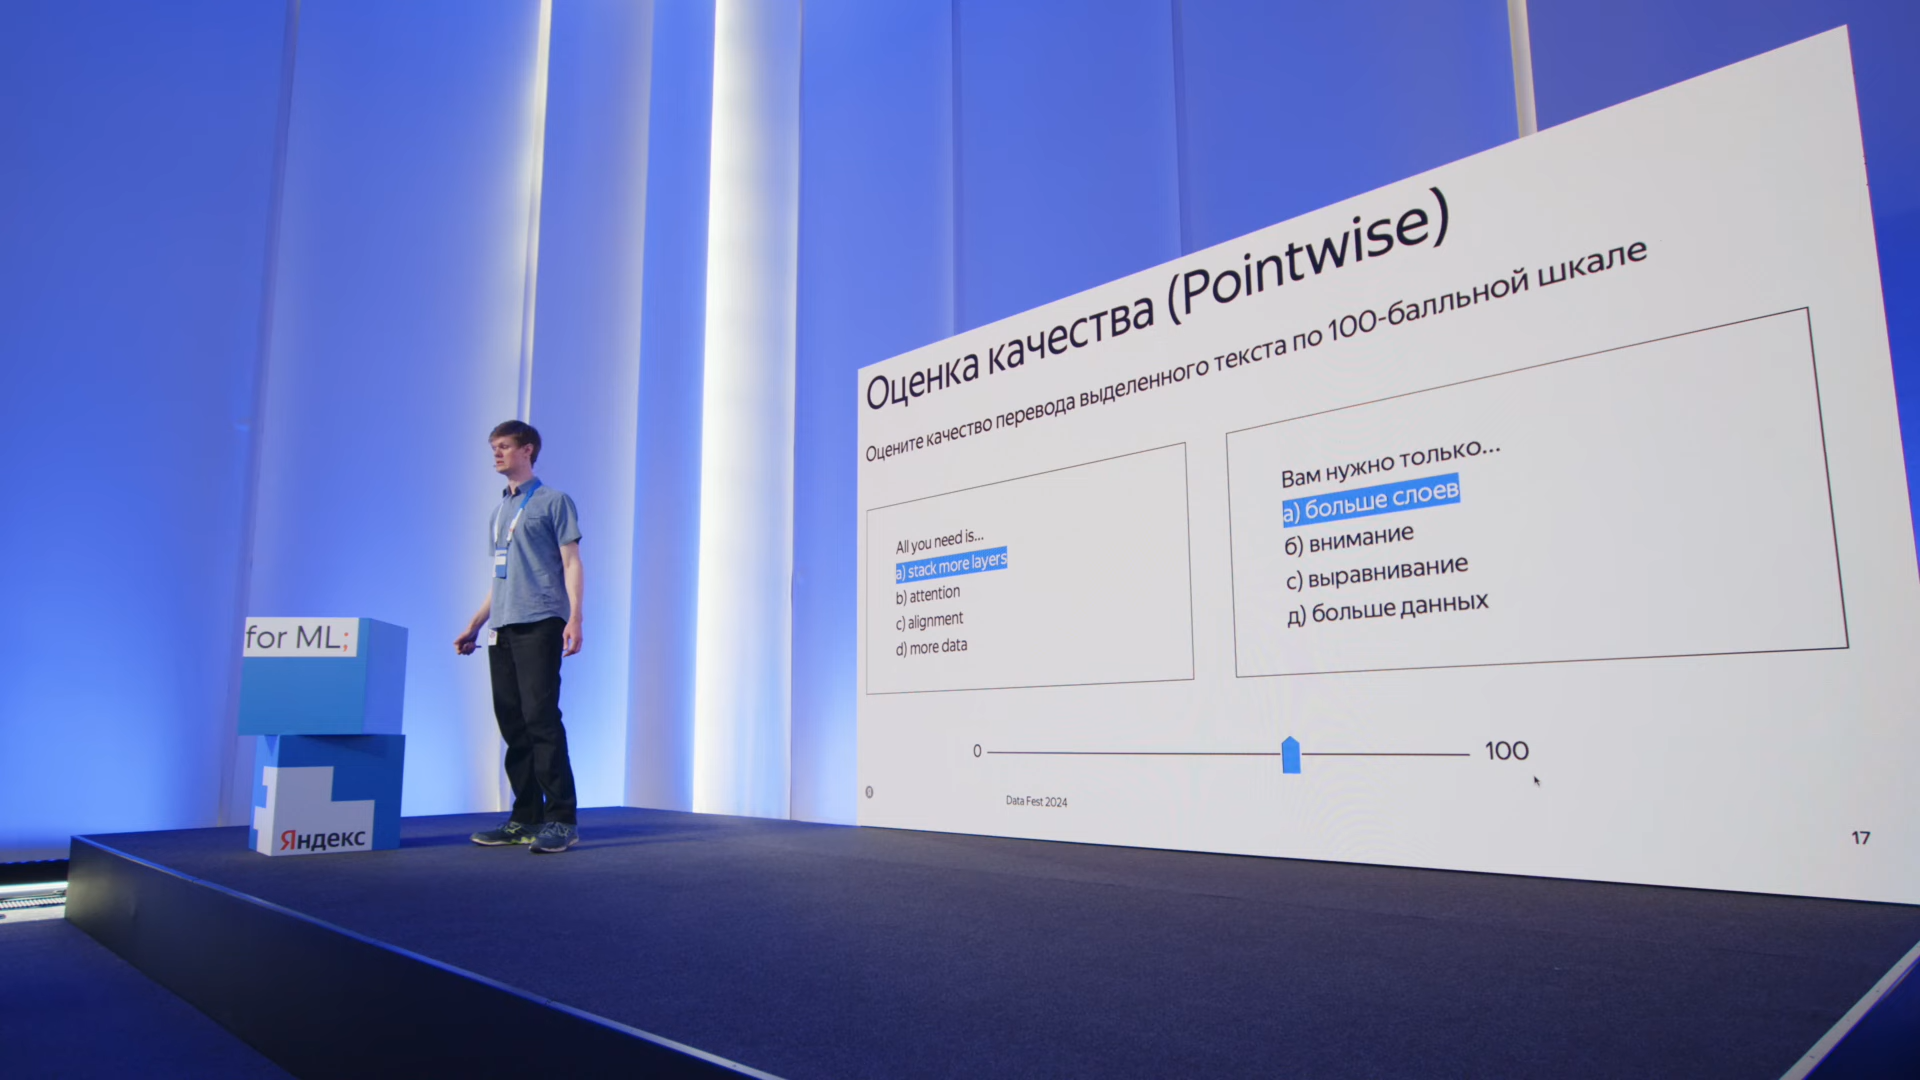 Оценка качества (Pointwise)
Оцените качество перевода выделенного текста по 100-балльной шкале
All you need is...
a) stack more layers
b) attention
c) alignment
d) more data
Вам нужно только...
а) больше слоев
б) внимание
с) выравнивание
д) больше данных
0
100
Data Fest 2024
17
for ML;
Яндекс